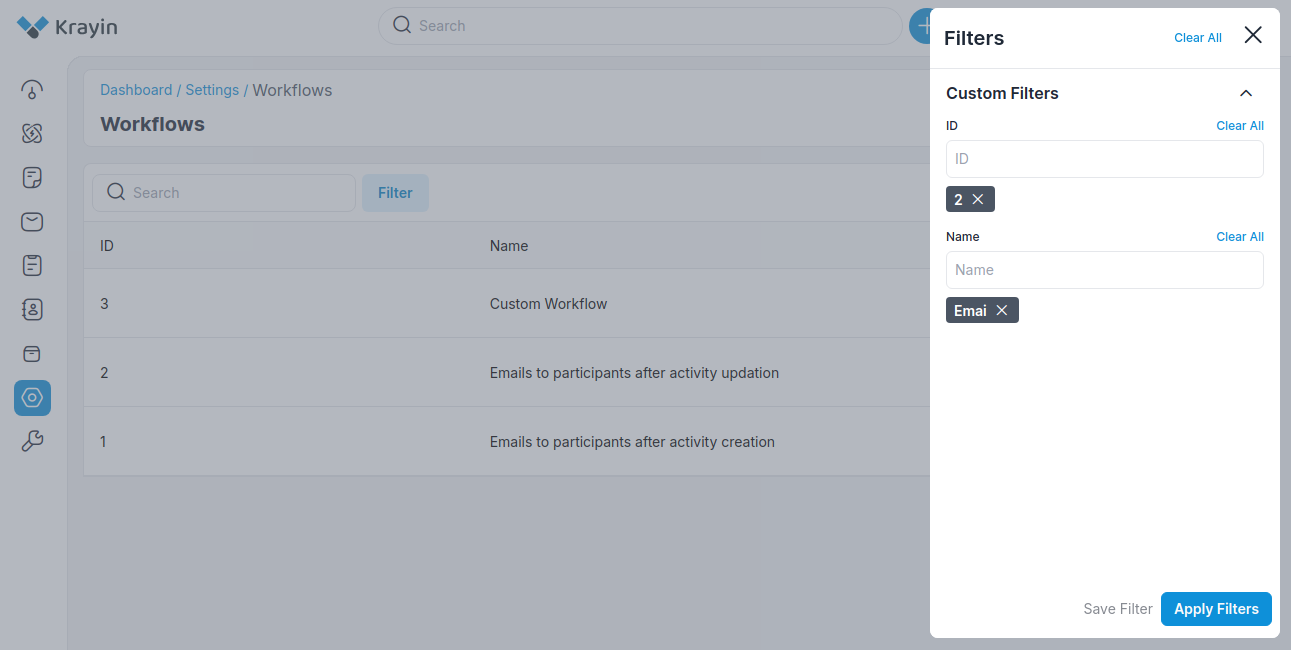 Krayin
Search
Dashboard / Settings / Workflows
Workflows
Search
Filter
ID Name
3 Custom Workflow
2 Emails to participants after activity updation
1 Emails to participants after activity creation
Filters Clear All
Custom Filters
ID Clear All
ID
2
Name Clear All
Name
Emai
Save Filter Apply Filters